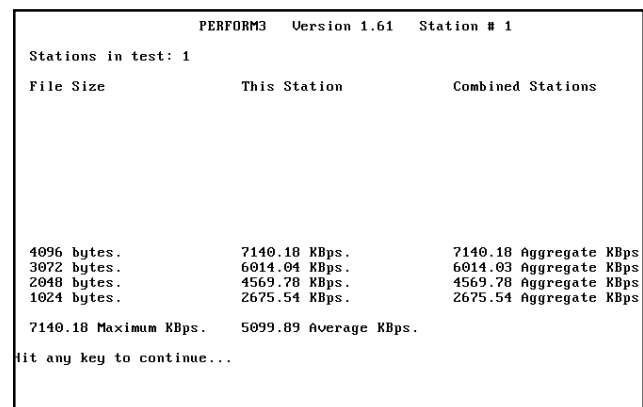 PERFORM3 Version 1.61 Station # 1
Stations in test: 1
File Size This Station Combined Stations
4096 bytes. 7140.18 KBps. 7140.18 Aggregate KBps
3072 bytes. 6014.04 KBps. 6014.03 Aggregate KBps
2048 bytes. 4569.78 KBps. 4569.78 Aggregate KBps
1024 bytes. 2675.54 KBps. 2675.54 Aggregate KBps
7140.18 Maximum KBps. 5099.89 Average KBps.
Hit any key to continue...